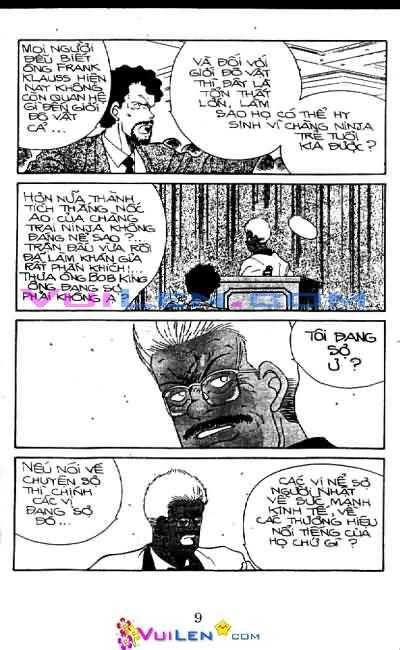 MỌI NGƯỜI
ĐỀU BIẾT
ÔNG FRANK
KLAUSS HIỆN
NAY KHÔNG
CÒN QUAN HỆ
GÌ ĐẾN GIỚI
ĐÔ VẬT
CẢ...
VÀ ĐỐI VỚI
GIỚI ĐÔ VẬT
THÌ ĐÂY LÀ
TỔN THẤT
LỚN, LÀM
SAO HỌ CÓ THỂ HY
SINH VÌ CHÀNG NINJA
TRẺ TUỔI
KIA ĐƯỢC?
HƠN NỮA THÀNH
TÍCH THẮNG NỐC
AO CỦA CHÀNG
TRAI NINJA KHÔNG
ĐÁNG NỂ SAO?
TRẬN ĐẤU VỪA RỒI
ĐÃ LÀM KHÁN GIẢ
RẤT PHẤN KHÍCH!...
THƯA ÔNG BOB KING
ÔNG ĐANG SỢ
PHẢI KHÔNG Ạ
VUILEN.COM
TÔI ĐANG
SỢ
Ư?
NẾU NÓI VỀ
CHUYỆN SỢ
THÌ CHÍNH
CÁC VỊ
ĐANG SỢ
ĐÓ...
CÁC VỊ NỂ SỢ
NGƯỜI NHẬT
VỀ SỨC MẠNH
KINH TẾ, VỀ
CÁC THƯƠNG HIỆU
NỔI TIẾNG CỦA
HỌ CHỨ GÌ?
9
VUILEN.COM